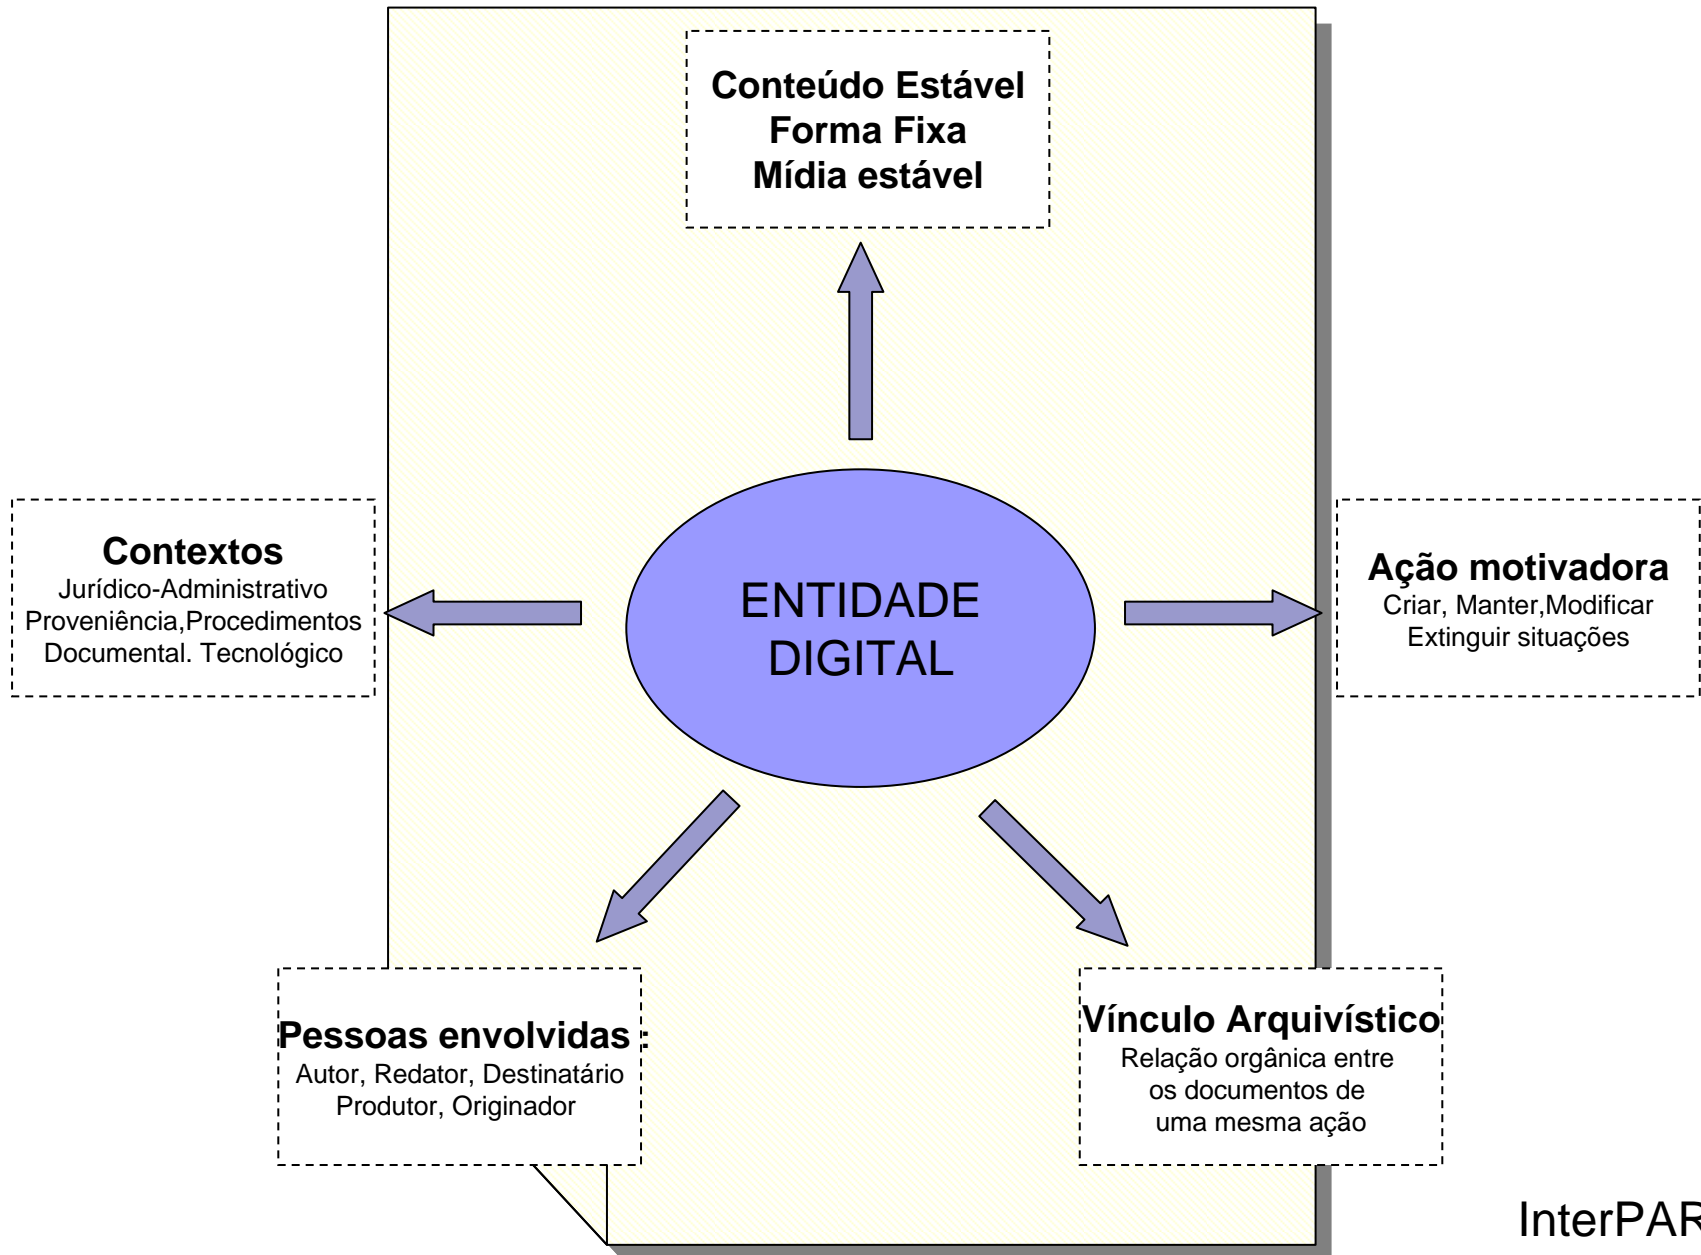 Conteúdo Estável
Forma Fixa
Mídia estável
Contextos
Jurídico-Administrativo
Proveniência,Procedimentos
Documental. Tecnológico
ENTIDADE
DIGITAL
Ação motivadora
Criar, Manter,Modificar
Extinguir situações
Pessoas envolvidas :
Autor, Redator, Destinatário
Produtor, Originador
Vínculo Arquivístico
Relação orgânica entre
os documentos de
uma mesma ação
InterPAR